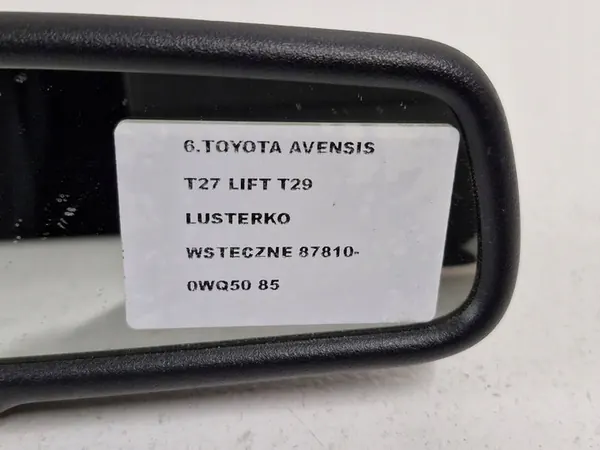 6.TOYOTA AVENSIS
T27 LIFT T29
LUSTERKO
WSTECZNE 87810-
0WQ50 85